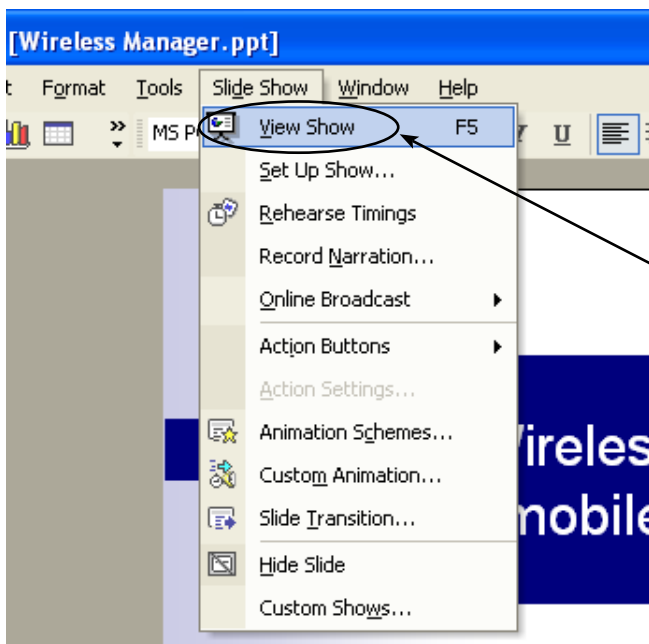 [Wireless Manager.ppt]
t Format Tools Slide Show Window Help
MS P U
View Show F5
Set Up Show...
Rehearse Timings
Record Narration...
Online Broadcast
Action Buttons
Action Settings...
Animation Schemes...
Custom Animation...
Slide Transition...
Hide Slide
Custom Shows...
ireles
mobile